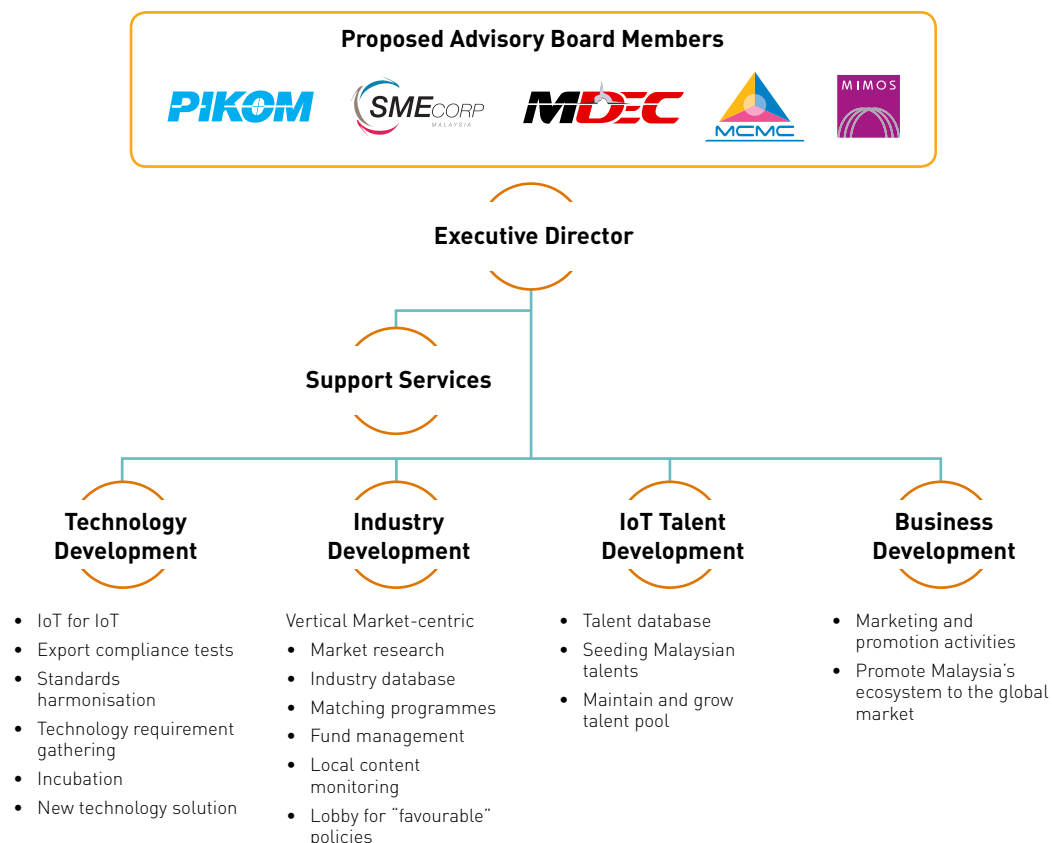 Proposed Advisory Board Members
PIKOM
SMECORP
MALAYSIA
MDEC
MCMC
MIMOS
Executive Director
Support Services
Technology
Development
• IoT for IoT
• Export compliance tests
• Standards
harmonisation
• Technology requirement
gathering
• Incubation
• New technology solution
Industry
Development
Vertical Market-centric
• Market research
• Industry database
• Matching programmes
• Fund management
• Local content
monitoring
• Lobby for “favourable”
policies
IoT Talent
Development
• Talent database
• Seeding Malaysian
talents
• Maintain and grow
talent pool
Business
Development
• Marketing and
promotion activities
• Promote Malaysia’s
ecosystem to the global
market